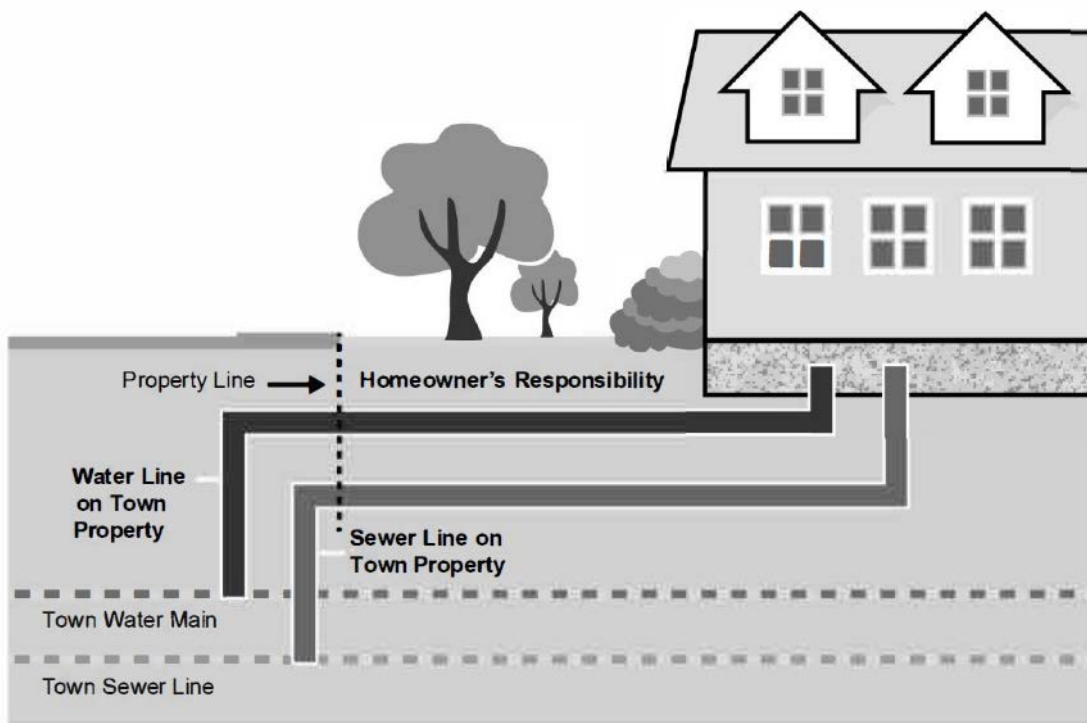 Property Line
Homeowner's Responsibility
Water Line
on Town
Property
Sewer Line on
Town Property
Town Water Main
Town Sewer Line